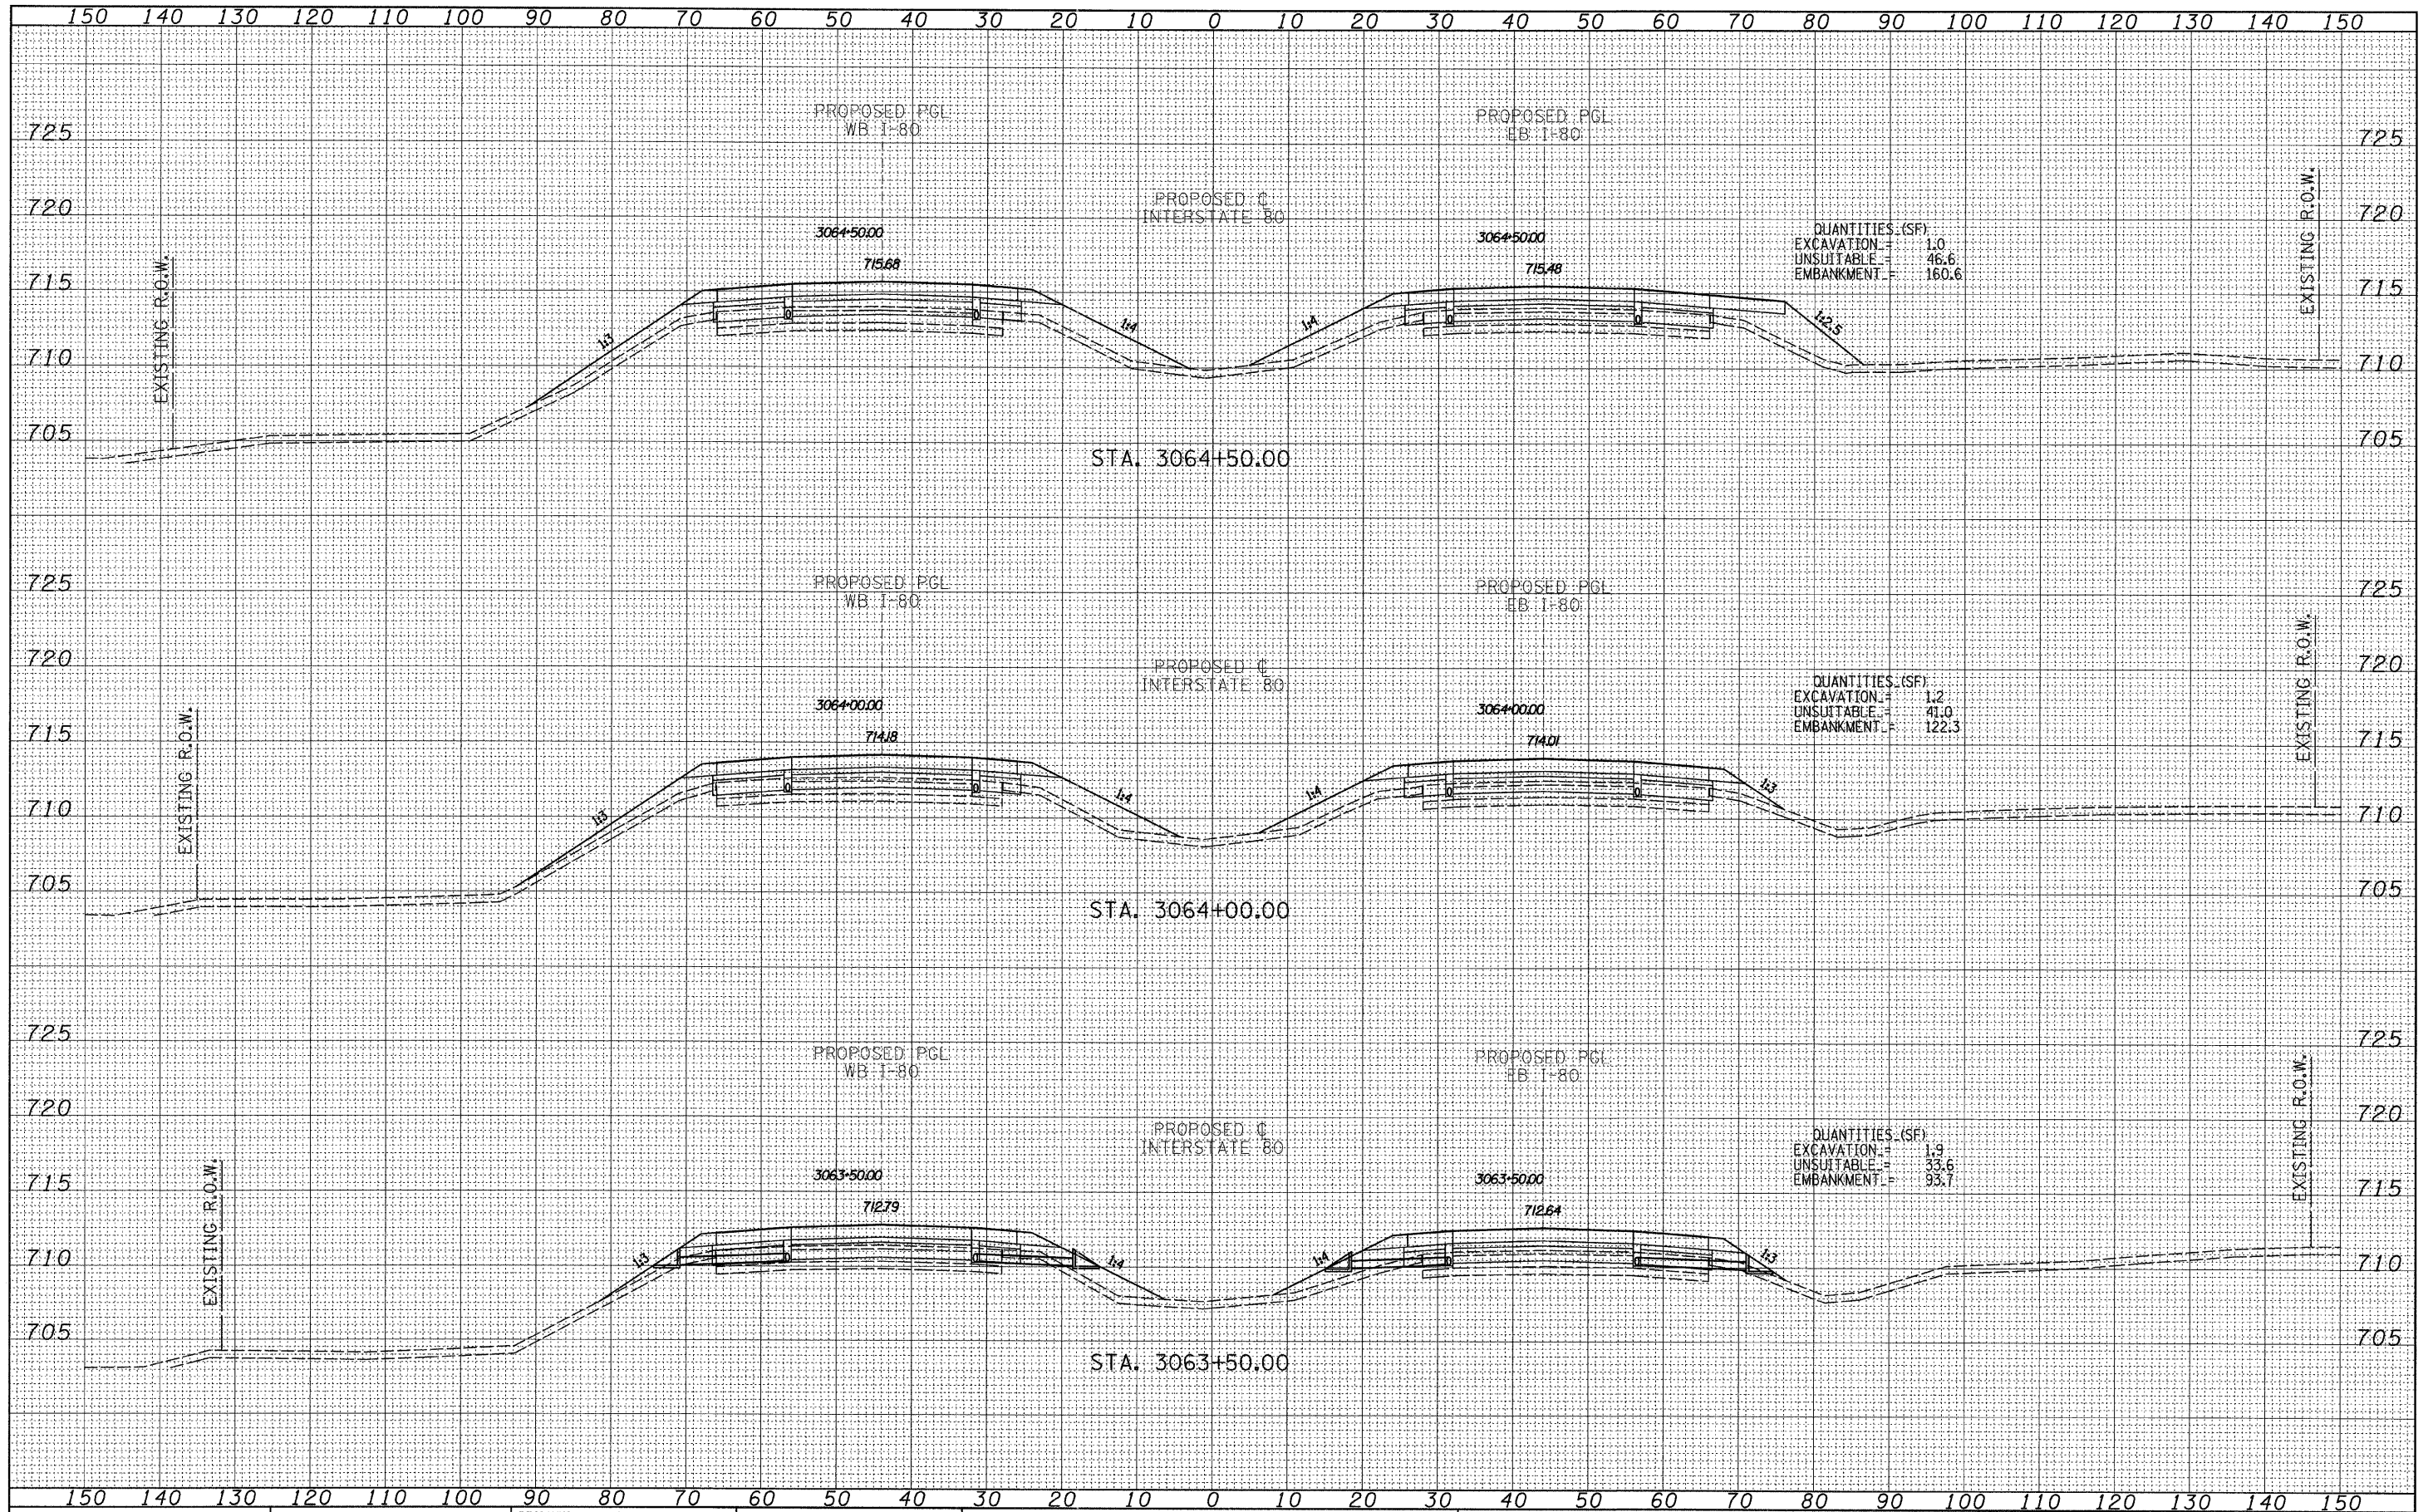 150 140 130 120 110 100 90 80 70 60 50 40 30 20 10 0 10 20 30 40 50 60 70 80 90 100 110 120 130 140 150
PROPOSED PGL
WB I-80
PROPOSED PGL
EB I-80
725 725
720 720
PROPOSED ℄
INTERSTATE 80
3064+50.00
715.68
3064+50.00
715.48
QUANTITIES (SF)
EXCAVATION = 1.0
UNSUITABLE = 46.6
EMBANKMENT = 160.6
EXISTING R.O.W.
EXISTING R.O.W.
715 715
1:3
1:4
1:4
1:2.5
710 710
705 705
STA. 3064+50.00
PROPOSED PGL
WB I-80
PROPOSED PGL
EB I-80
725 725
720 720
PROPOSED ℄
INTERSTATE 80
3064+00.00
714.18
3064+00.00
714.01
QUANTITIES (SF)
EXCAVATION = 1.2
UNSUITABLE = 41.0
EMBANKMENT = 122.3
EXISTING R.O.W.
EXISTING R.O.W.
715 715
1:3
1:4
1:4
1:3
710 710
705 705
STA. 3064+00.00
PROPOSED PGL
WB I-80
PROPOSED PGL
EB I-80
725 725
720 720
PROPOSED ℄
INTERSTATE 80
3063+50.00
712.79
3063+50.00
712.64
QUANTITIES (SF)
EXCAVATION = 1.9
UNSUITABLE = 33.6
EMBANKMENT = 93.7
EXISTING R.O.W.
EXISTING R.O.W.
715 715
1:3
1:4
1:4
1:3
710 710
705 705
STA. 3063+50.00
150 140 130 120 110 100 90 80 70 60 50 40 30 20 10 0 10 20 30 40 50 60 70 80 90 100 110 120 130 140 150